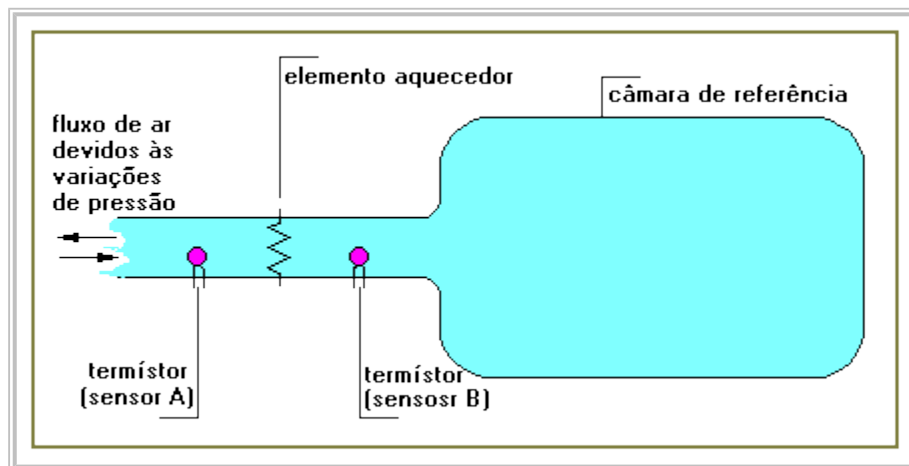 elemento aquecedor
câmara de referência
fluxo de ar
devidos às
variações
de pressão
termístor
(sensor A)
termístor
(sensosr B)